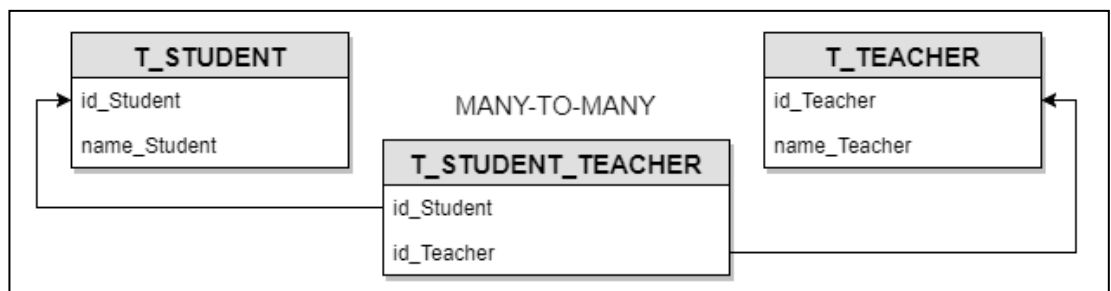 T_STUDENT
id_Student
name_Student
MANY-TO-MANY
T_STUDENT_TEACHER
id_Student
id_Teacher
T_TEACHER
id_Teacher
name_Teacher